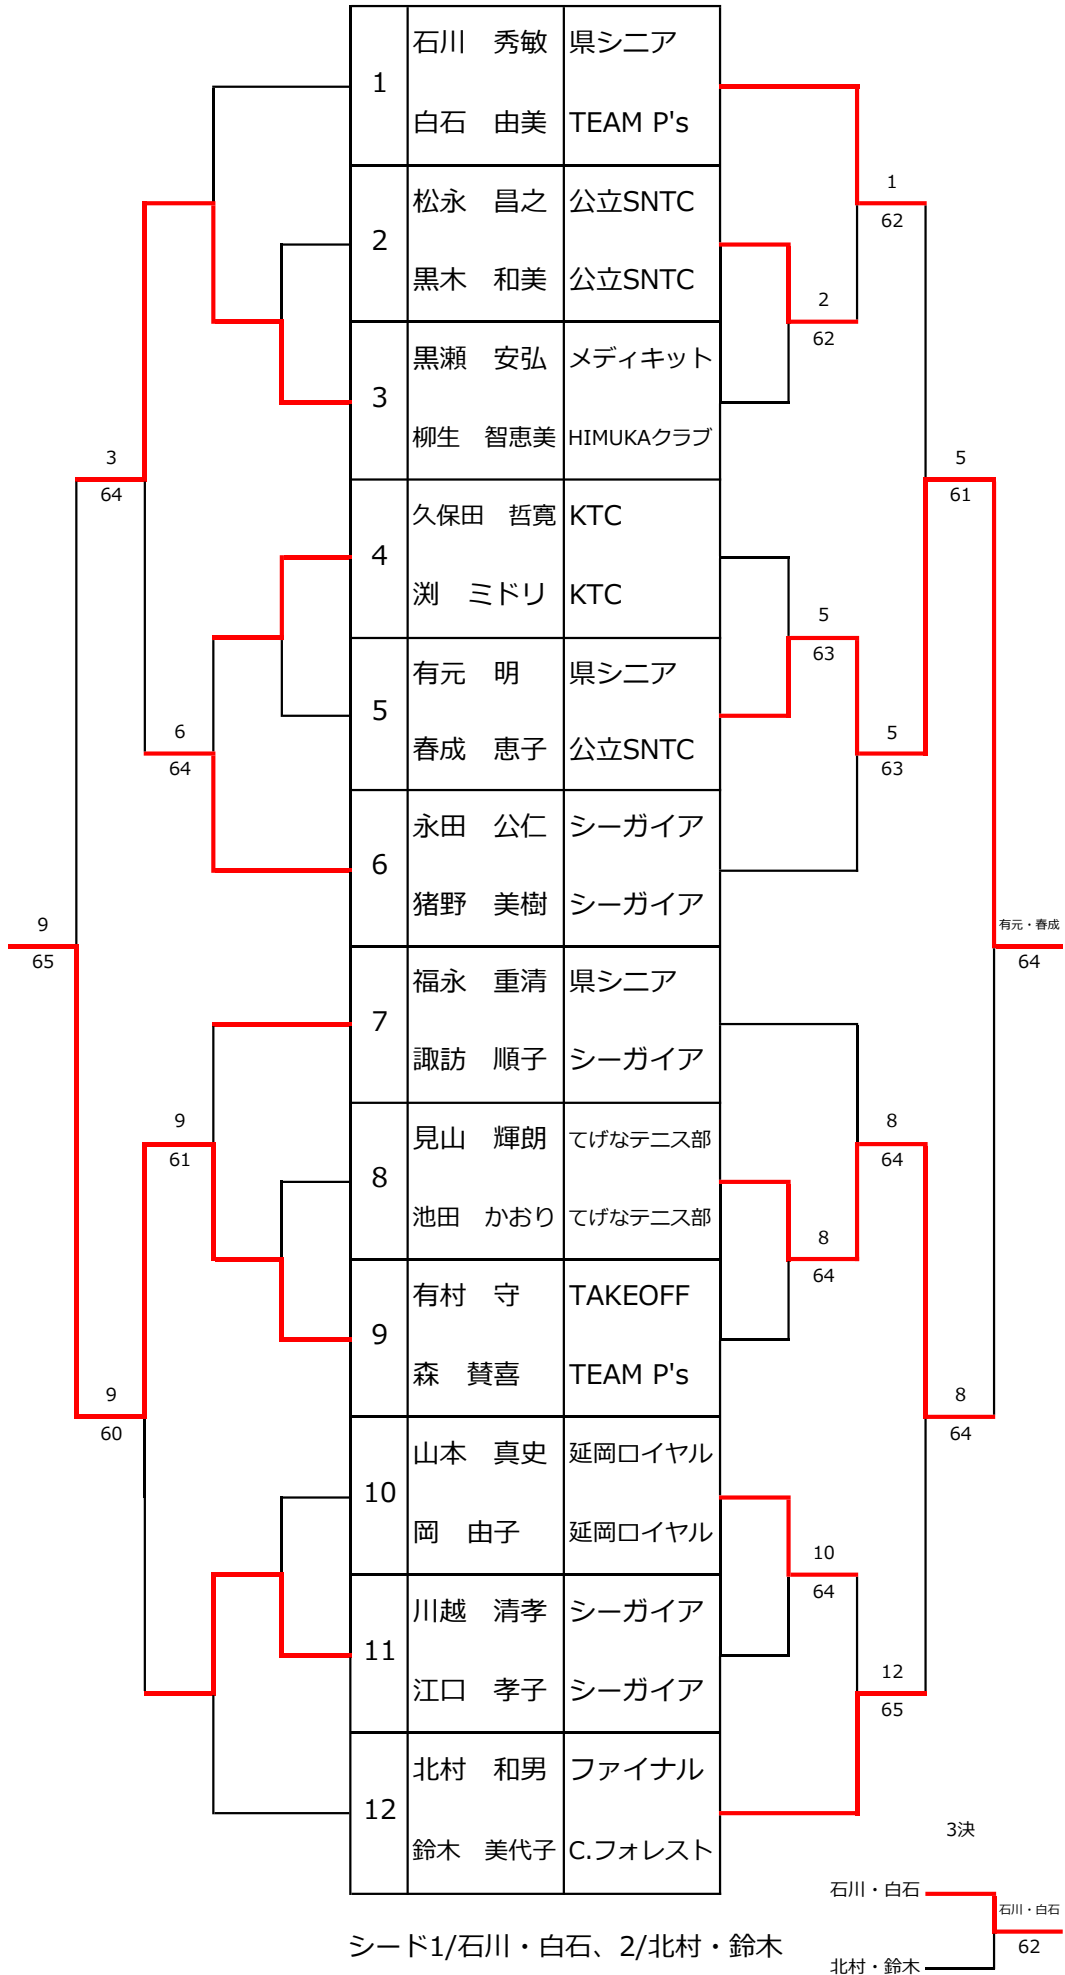 1
石川　秀敏 県シニア
白石　由美 TEAM P's
2
松永　昌之 公立SNTC
黒木　和美 公立SNTC
3
黒瀬　安弘 メディキット
柳生　智恵美 HIMUKAクラブ
4
久保田　哲寛 KTC
渕　ミドリ KTC
5
有元　明 県シニア
春成　恵子 公立SNTC
6
永田　公仁 シーガイア
猪野　美樹 シーガイア
7
福永　重清 県シニア
諏訪　順子 シーガイア
8
見山　輝朗 てげなテニス部
池田　かおり てげなテニス部
9
有村　守 TAKEOFF
森　賛喜 TEAM P's
10
山本　真史 延岡ロイヤル
岡　由子 延岡ロイヤル
11
川越　清孝 シーガイア
江口　孝子 シーガイア
12
北村　和男 ファイナル
鈴木　美代子 C.フォレスト
3
64
6
64
9
65
9
61
9
60
1
62
2
62
5
61
5
63
5
63
有元・春成
64
8
64
8
64
8
64
10
64
12
65
3決
石川・白石
石川・白石
62
北村・鈴木
シード1/石川・白石、2/北村・鈴木